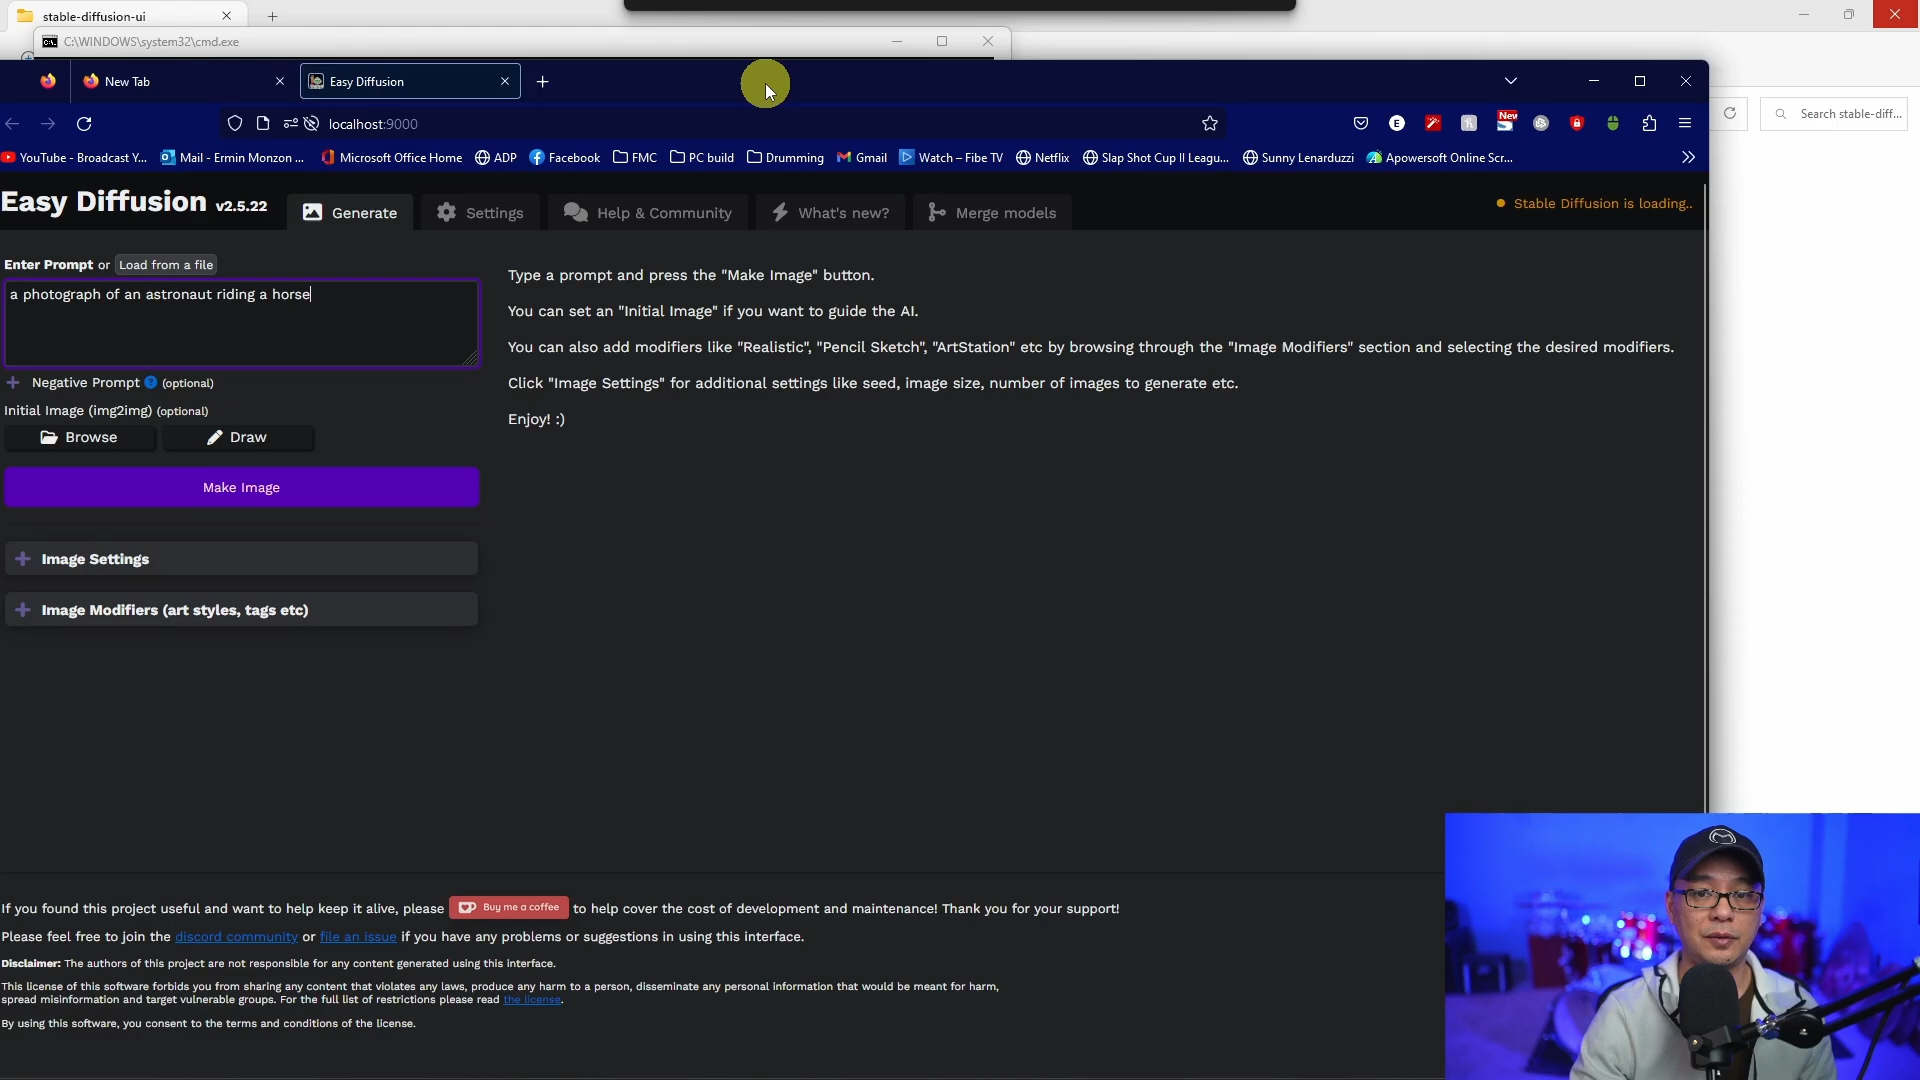 stable-diffusion-ui
C:\WINDOWS\system32\cmd.exe
New Tab
Easy Diffusion
localhost:9000
E
New
Search stable-diff...
YouTube - Broadcast Y...
Mail - Ermin Monzon ...
Microsoft Office Home
ADP
Facebook
FMC
PC build
Drumming
Gmail
Watch – Fibe TV
Netflix
Slap Shot Cup II Leagu...
Sunny Lenarduzzi
Apowersoft Online Scr...
Easy Diffusion v2.5.22
Generate
Settings
Help & Community
What's new?
Merge models
Stable Diffusion is loading..
Enter Prompt or Load from a file
a photograph of an astronaut riding a horse
Negative Prompt ? (optional)
Initial Image (img2img) (optional)
Browse
Draw
Make Image
Image Settings
Image Modifiers (art styles, tags etc)
Type a prompt and press the "Make Image" button.
You can set an "Initial Image" if you want to guide the AI.
You can also add modifiers like "Realistic", "Pencil Sketch", "ArtStation" etc by browsing through the "Image Modifiers" section and selecting the desired modifiers.
Click "Image Settings" for additional settings like seed, image size, number of images to generate etc.
Enjoy! :)
If you found this project useful and want to help keep it alive, please Buy me a coffee to help cover the cost of development and maintenance! Thank you for your support!
Please feel free to join the discord community or file an issue if you have any problems or suggestions in using this interface.
Disclaimer: The authors of this project are not responsible for any content generated using this interface.
This license of this software forbids you from sharing any content that violates any laws, produce any harm to a person, disseminate any personal information that would be meant for harm,
spread misinformation and target vulnerable groups. For the full list of restrictions please read the license.
By using this software, you consent to the terms and conditions of the license.